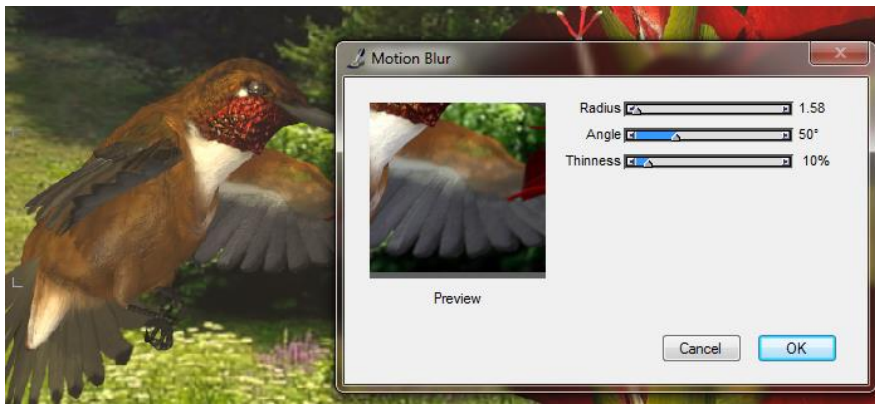 Motion Blur
Radius 1.58
Angle 50°
Thinness 10%
Preview
Cancel OK